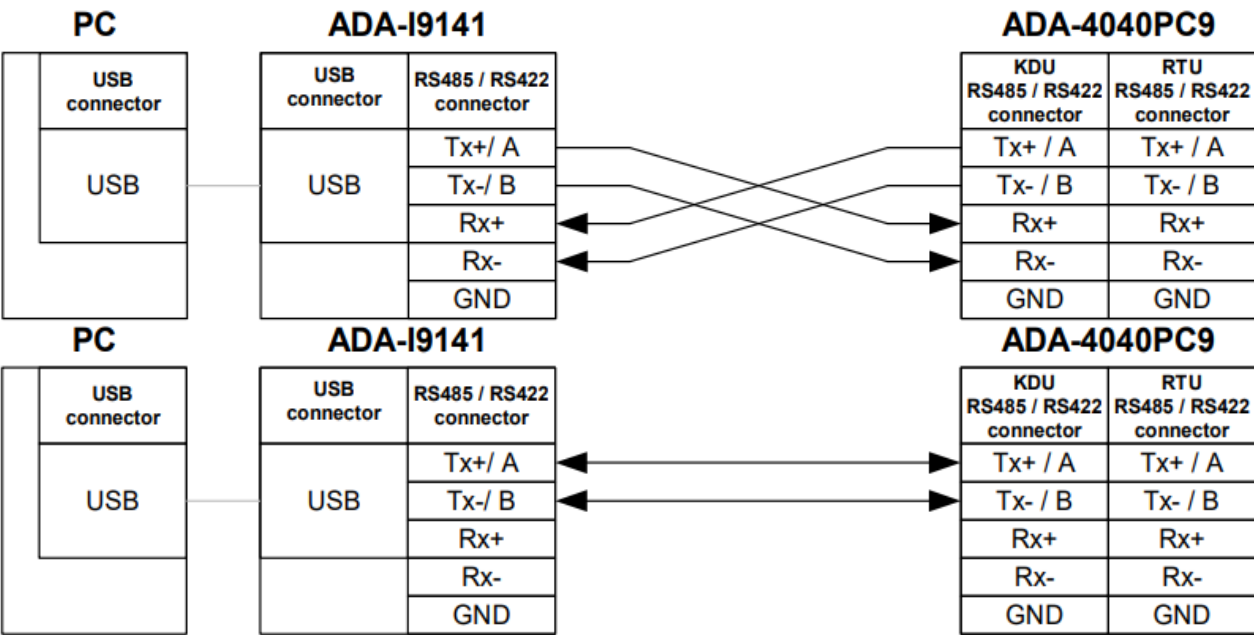 PC
ADA-I9141
ADA-4040PC9
USB
connector
USB
connector
RS485 / RS422
connector
KDU
RS485 / RS422
connector
RTU
RS485 / RS422
connector
USB
USB
Tx+/ A
Tx+ / A
Tx+ / A
Tx-/ B
Tx- / B
Tx- / B
Rx+
Rx+
Rx+
Rx-
Rx-
Rx-
GND
GND
GND
PC
ADA-I9141
ADA-4040PC9
USB
connector
USB
connector
RS485 / RS422
connector
KDU
RS485 / RS422
connector
RTU
RS485 / RS422
connector
USB
USB
Tx+/ A
Tx+ / A
Tx+ / A
Tx-/ B
Tx- / B
Tx- / B
Rx+
Rx+
Rx+
Rx-
Rx-
Rx-
GND
GND
GND